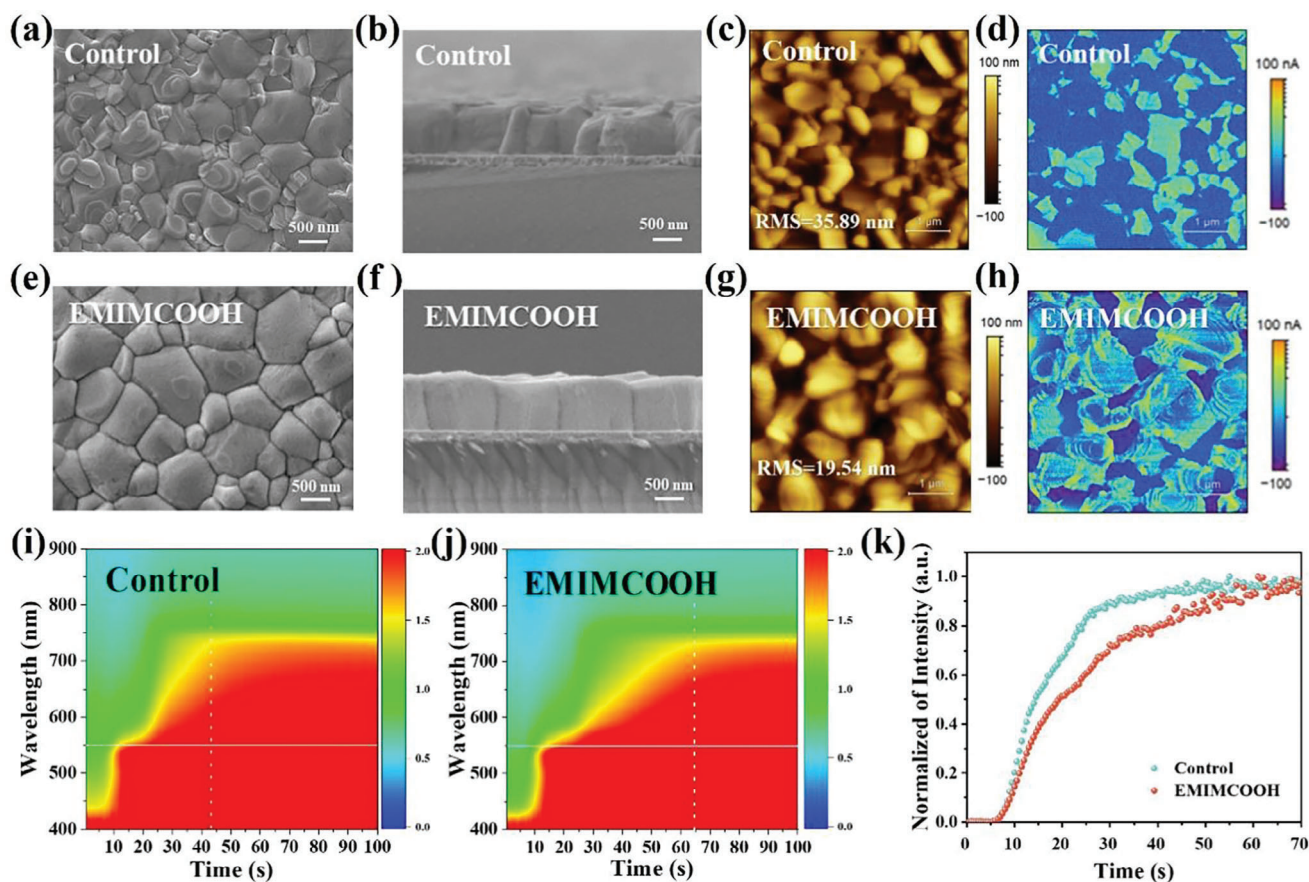 (a)
Control
500 nm
(b)
Control
500 nm
(c)
Control
RMS=35.89 nm
1 μm
100 nm
−100
(d)
Control
1 μm
100 nA
−100
(e)
EMIMCOOH
500 nm
(f)
EMIMCOOH
500 nm
(g)
EMIMCOOH
RMS=19.54 nm
1 μm
100 nm
−100
(h)
EMIMCOOH
1 μm
100 nA
−100
(i)
Control
Wavelength (nm)
900
800
700
600
500
400
10 20 30 40 50 60 70 80 90 100
Time (s)
2.0
1.5
1.0
0.5
0.0
(j)
EMIMCOOH
Wavelength (nm)
900
800
700
600
500
400
10 20 30 40 50 60 70 80 90 100
Time (s)
2.0
1.5
1.0
0.5
0.0
(k)
Normalized of Intensity (a.u.)
1.0
0.8
0.6
0.4
0.2
0.0
Control
EMIMCOOH
0 10 20 30 40 50 60 70
Time (s)